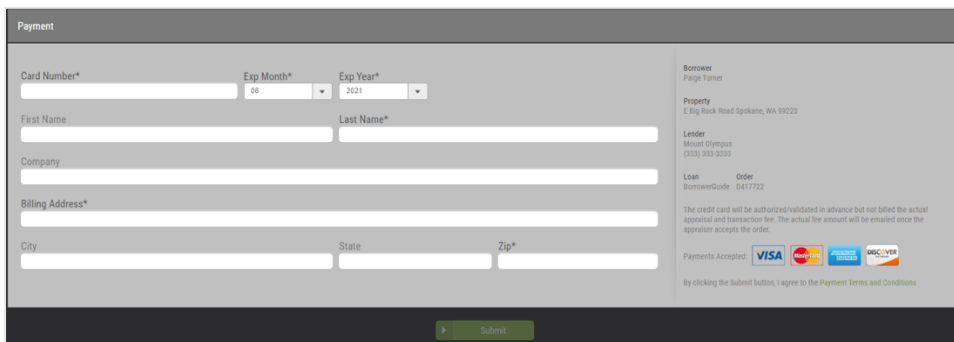 Payment
Card Number* Exp Month* Exp Year*
08 2021
First Name Last Name*
Company
Billing Address*
City State Zip*
Borrower
Paige Turner
Property
E Big Rock Road Spokane, WA 99223
Lender
Mount Olympus
(333) 333-3333
Loan Order
BorrowerGuide D417722
The credit card will be authorized/validated in advance but not billed the actual
appraisal and transaction fee. The actual fee amount will be emailed once the
appraiser accepts the order.
Payments Accepted: VISA MasterCard AMERICAN EXPRESS DISCOVER
By clicking the Submit button, I agree to the Payment Terms and Conditions
Submit